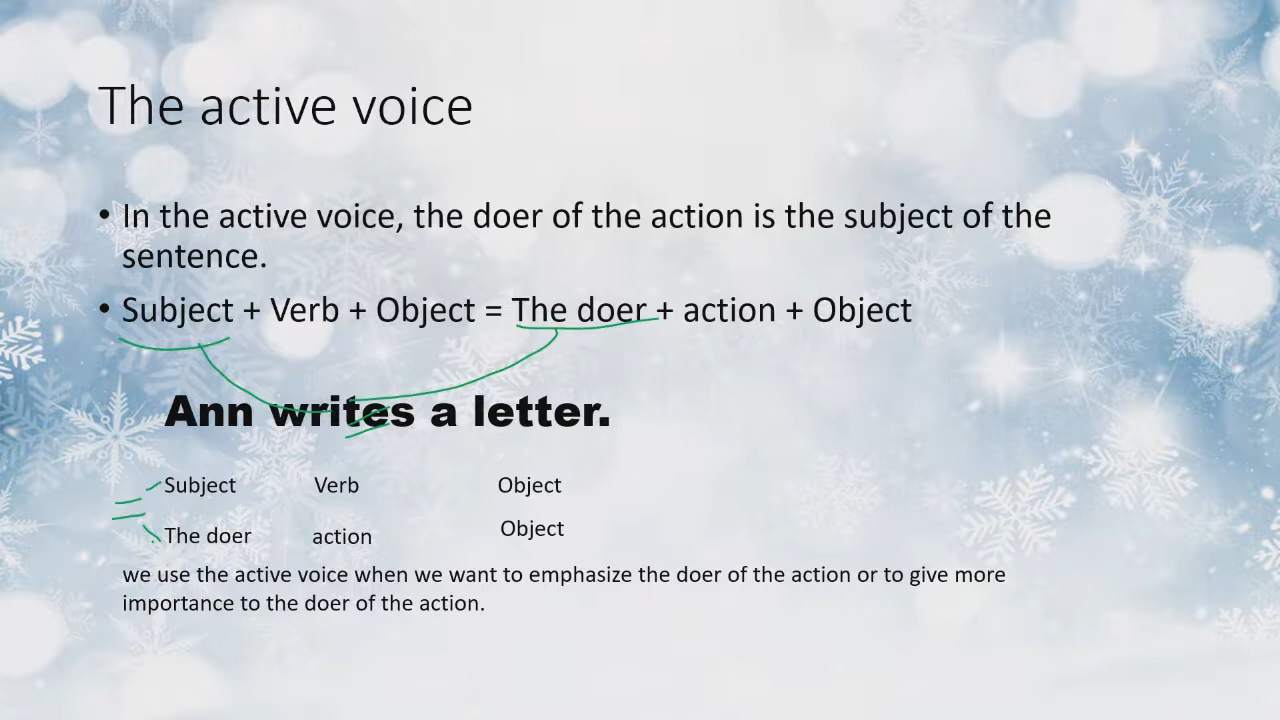 The active voice
• In the active voice, the doer of the action is the subject of the
sentence.
• Subject + Verb + Object = The doer + action + Object
Ann writes a letter.
Subject Verb Object
The doer action Object
we use the active voice when we want to emphasize the doer of the action or to give more
importance to the doer of the action.